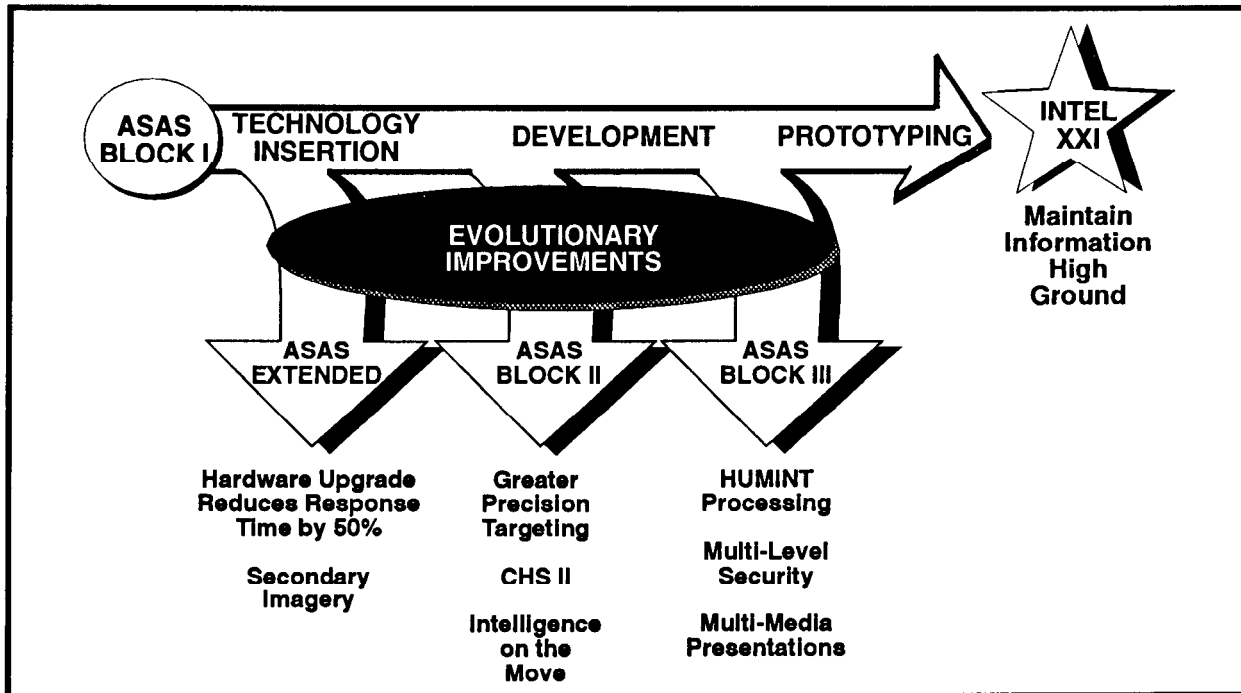 ASAS
BLOCK I
TECHNOLOGY
INSERTION
DEVELOPMENT
PROTOTYPING
INTEL
XXI
Maintain
Information
High
Ground
EVOLUTIONARY
IMPROVEMENTS
ASAS
EXTENDED
ASAS
BLOCK II
ASAS
BLOCK III
Hardware Upgrade
Reduces Response
Time by 50%
Secondary
Imagery
Greater
Precision
Targeting
CHS II
Intelligence
on the
Move
HUMINT
Processing
Multi-Level
Security
Multi-Media
Presentations